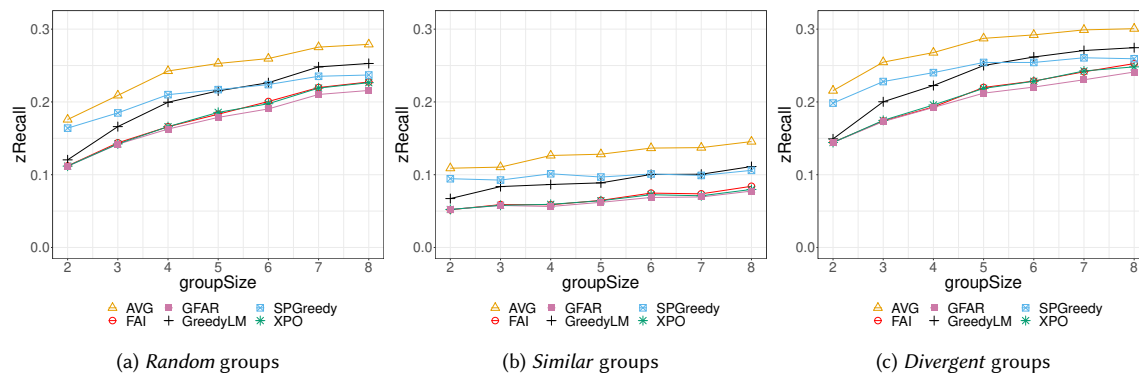 0.3
0.2
0.1
0.0
zRecall
2 3 4 5 6 7 8
groupSize
AVG GFAR SPGreedy
FAI GreedyLM XPO
(a) Random groups
0.3
0.2
0.1
0.0
zRecall
2 3 4 5 6 7 8
groupSize
AVG GFAR SPGreedy
FAI GreedyLM XPO
(b) Similar groups
0.3
0.2
0.1
0.0
zRecall
2 3 4 5 6 7 8
groupSize
AVG GFAR SPGreedy
FAI GreedyLM XPO
(c) Divergent groups